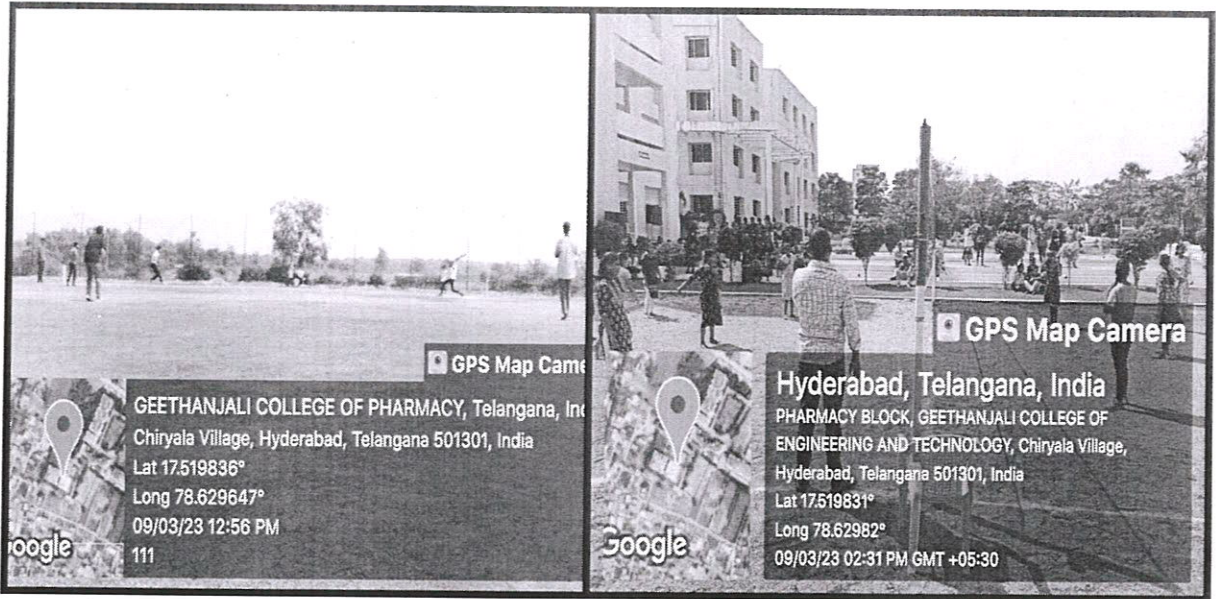 GPS Map Came
GEETHANJALI COLLEGE OF PHARMACY, Telangana, Inc
Chiryala Village, Hyderabad, Telangana 501301, India
Lat 17.519836°
Long 78.629647°
09/03/23 12:56 PM
111
oogle
GPS Map Camera
Hyderabad, Telangana, India
PHARMACY BLOCK, GEETHANJALI COLLEGE OF
ENGINEERING AND TECHNOLOGY, Chiryala Village,
Hyderabad, Telangana 501301, India
Lat 17.519831°
Long 78.62982°
09/03/23 02:31 PM GMT +05:30
Google